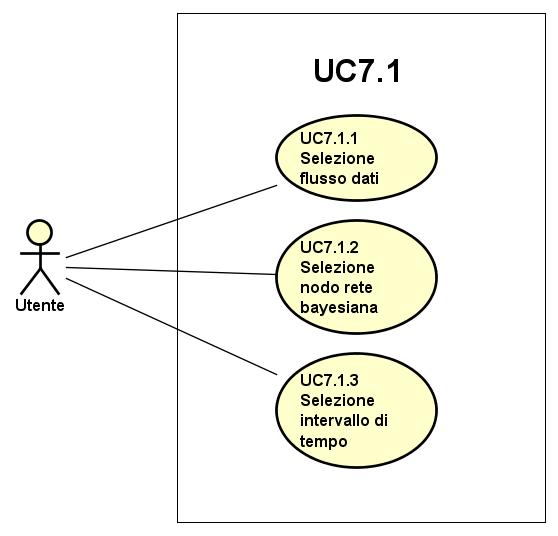 UC7.1
UC7.1.1
Selezione
flusso dati
UC7.1.2
Selezione
nodo rete
bayesiana
Utente
UC7.1.3
Selezione
intervallo di
tempo